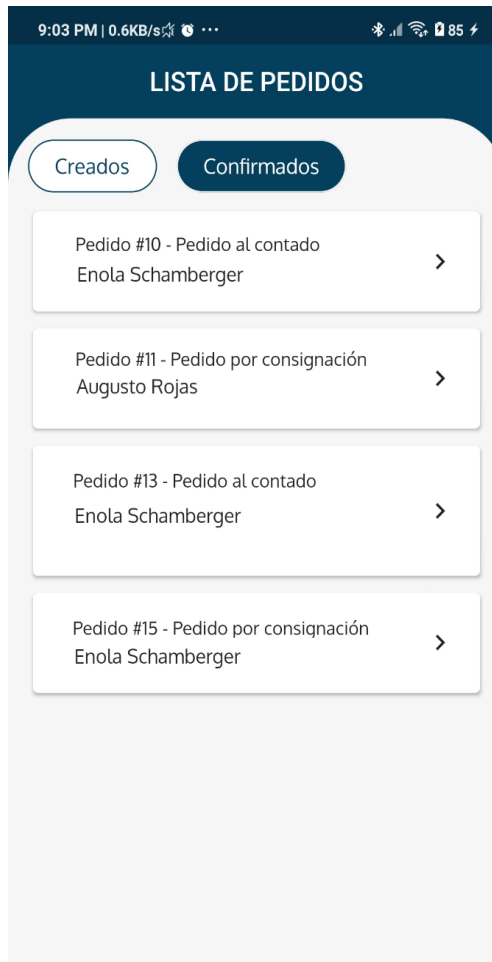 9:03 PM | 0.6KB/s ··· 85
LISTA DE PEDIDOS
Creados Confirmados
Pedido #10 - Pedido al contado
Enola Schamberger
Pedido #11 - Pedido por consignación
Augusto Rojas
Pedido #13 - Pedido al contado
Enola Schamberger
Pedido #15 - Pedido por consignación
Enola Schamberger